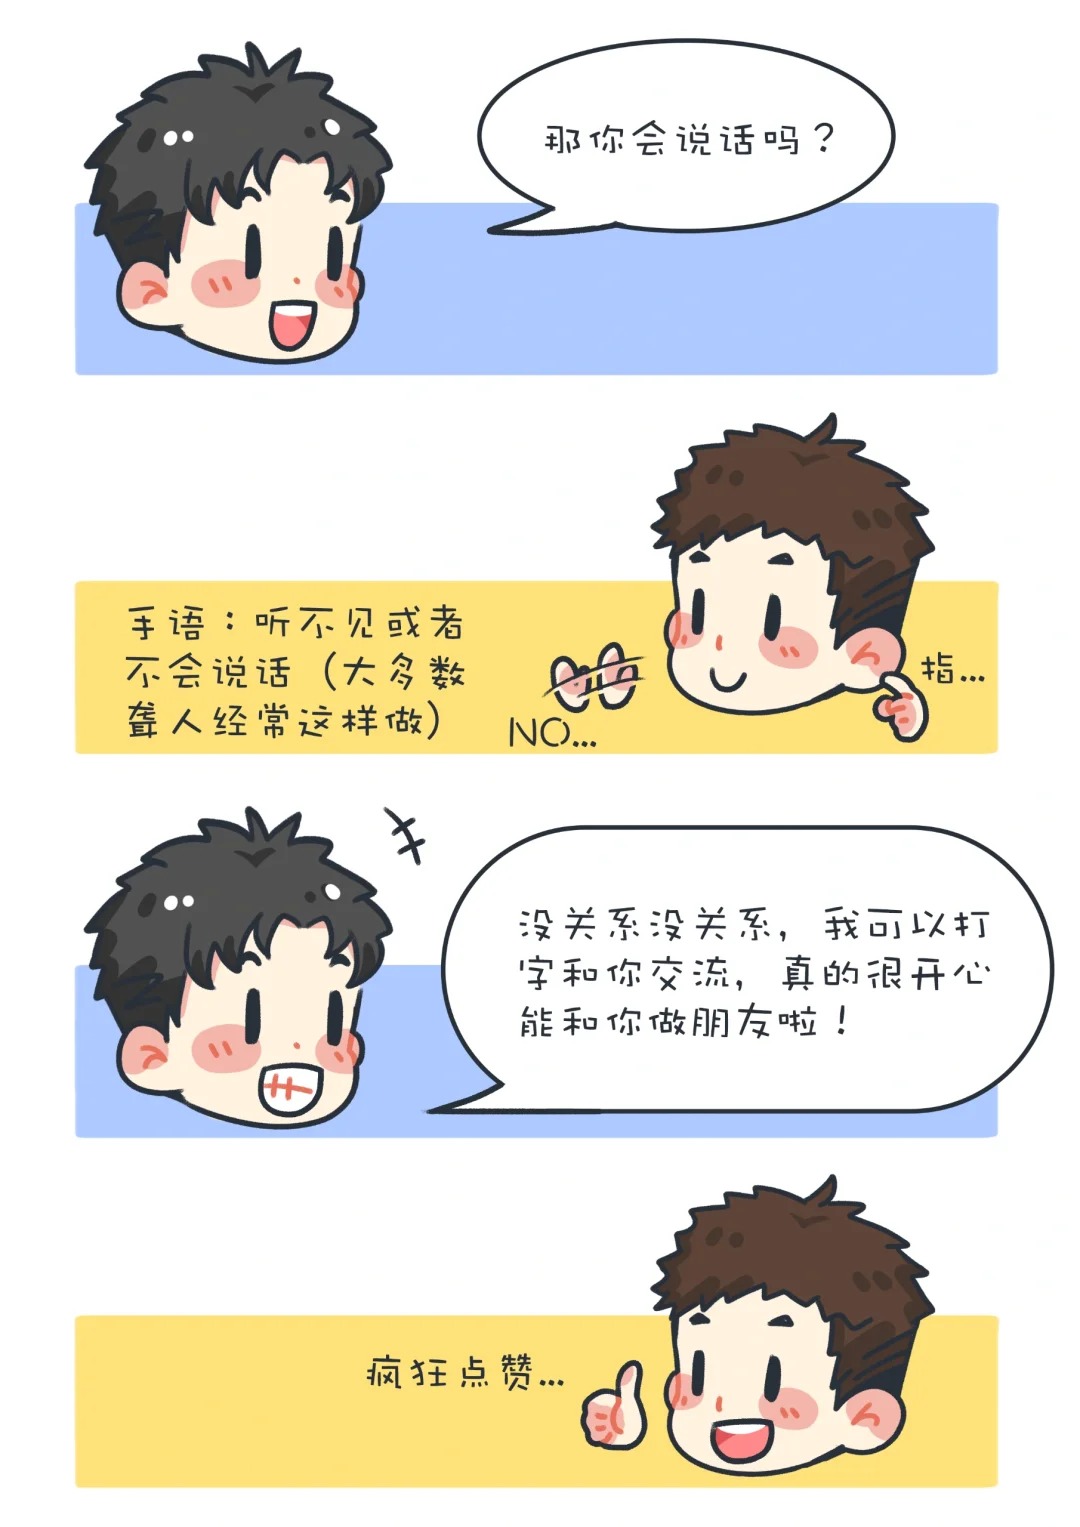 那你会说话吗？
手语：听不见或者
不会说话（大多数
聋人经常这样做）
NO...
指...
没关系没关系，我可以打
字和你交流，真的很开心
能和你做朋友啦！
疯狂点赞...